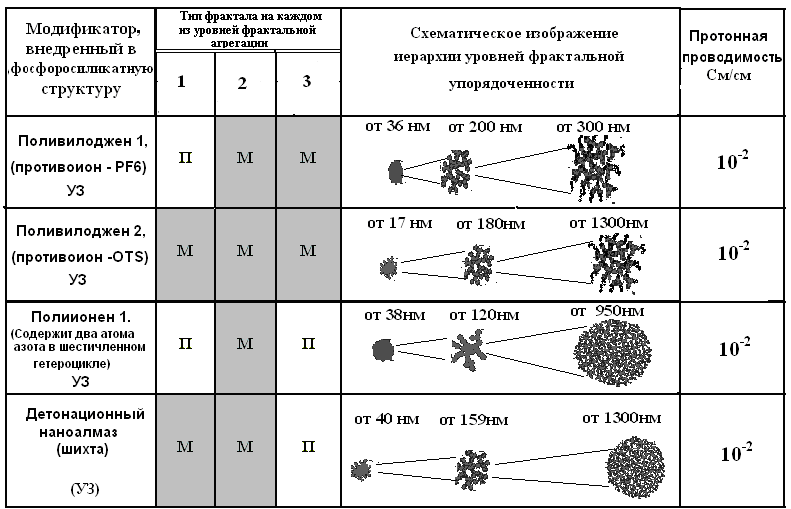 Модификатор,
внедренный в
,фосфоросиликатную
структуру
Тип фрактала на каждом
из уровней фрактальной
агрегации
1 2 3
Схематическое изображение
иерархии уровней фрактальной
упорядоченности
Протонная
проводимость
См/см
Поливилоджен 1,
(противоион - PF6)
УЗ
П М М
от 36 нм от 200 нм от 300 нм
10-2
Поливилоджен 2,
(противоион -OTS)
УЗ
М М М
от 17 нм от 180нм от 1300нм
10-2
Полиионен 1.
(Содержит два атома
азота в шестичленном
гетероцикле)
УЗ
П М П
от 38нм от 120нм от 950нм
10-2
Детонационный
наноалмаз
(шихта)
(УЗ)
М М П
от 40 нм от 159нм от 1300нм
10-2